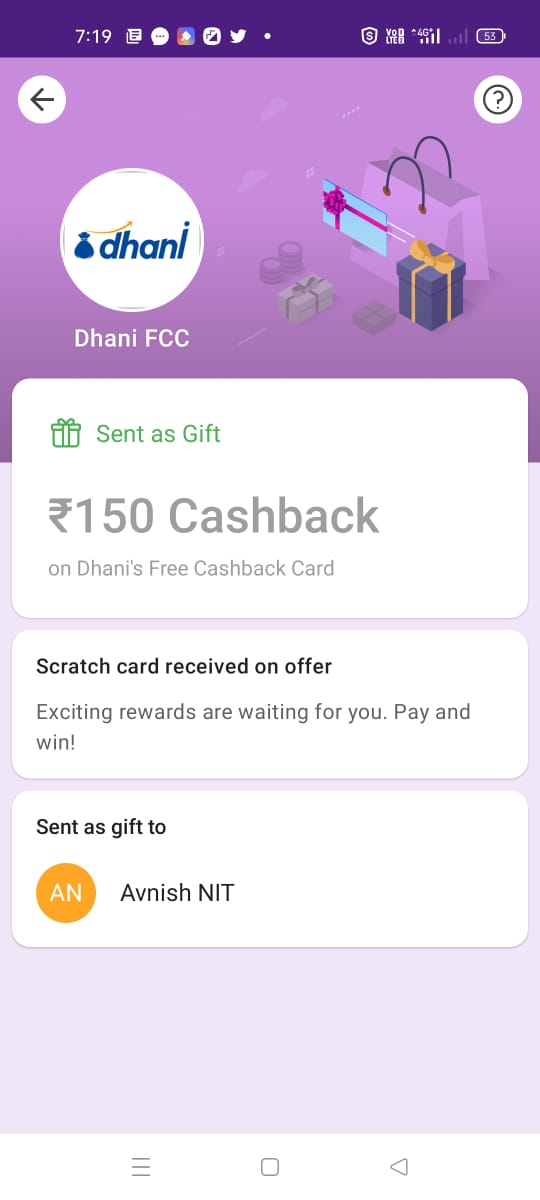 7:19
VoD
LTED
4G+
53
dhani
Dhani FCC
Sent as Gift
₹150 Cashback
on Dhani's Free Cashback Card
Scratch card received on offer
Exciting rewards are waiting for you. Pay and
win!
Sent as gift to
AN
Avnish NIT